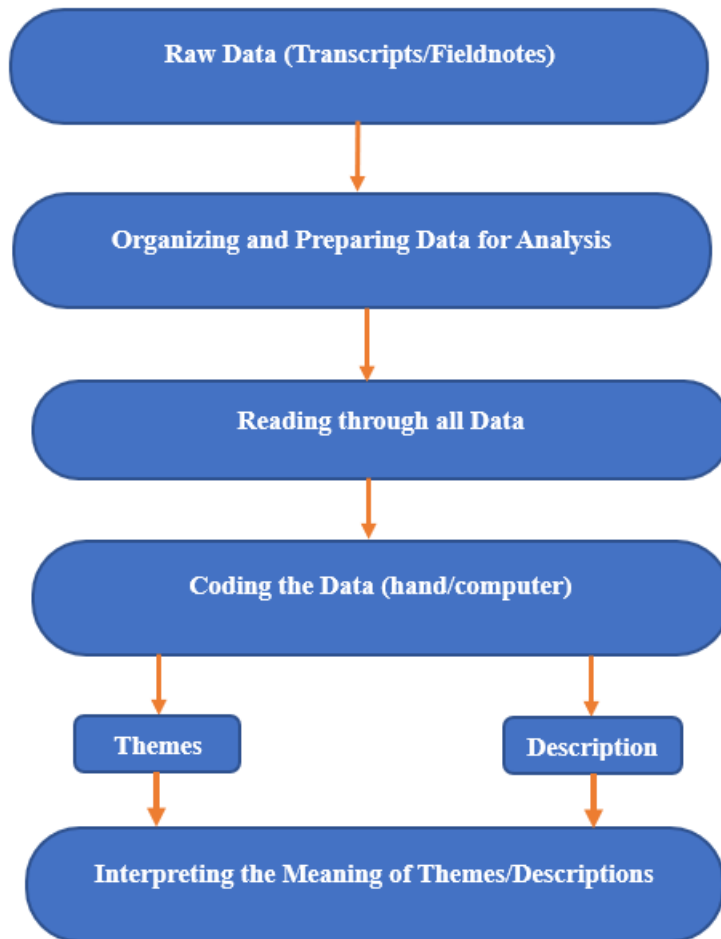 Raw Data (Transcripts/Fieldnotes)
Organizing and Preparing Data for Analysis
Reading through all Data
Coding the Data (hand/computer)
Themes
Description
Interpreting the Meaning of Themes/Descriptions